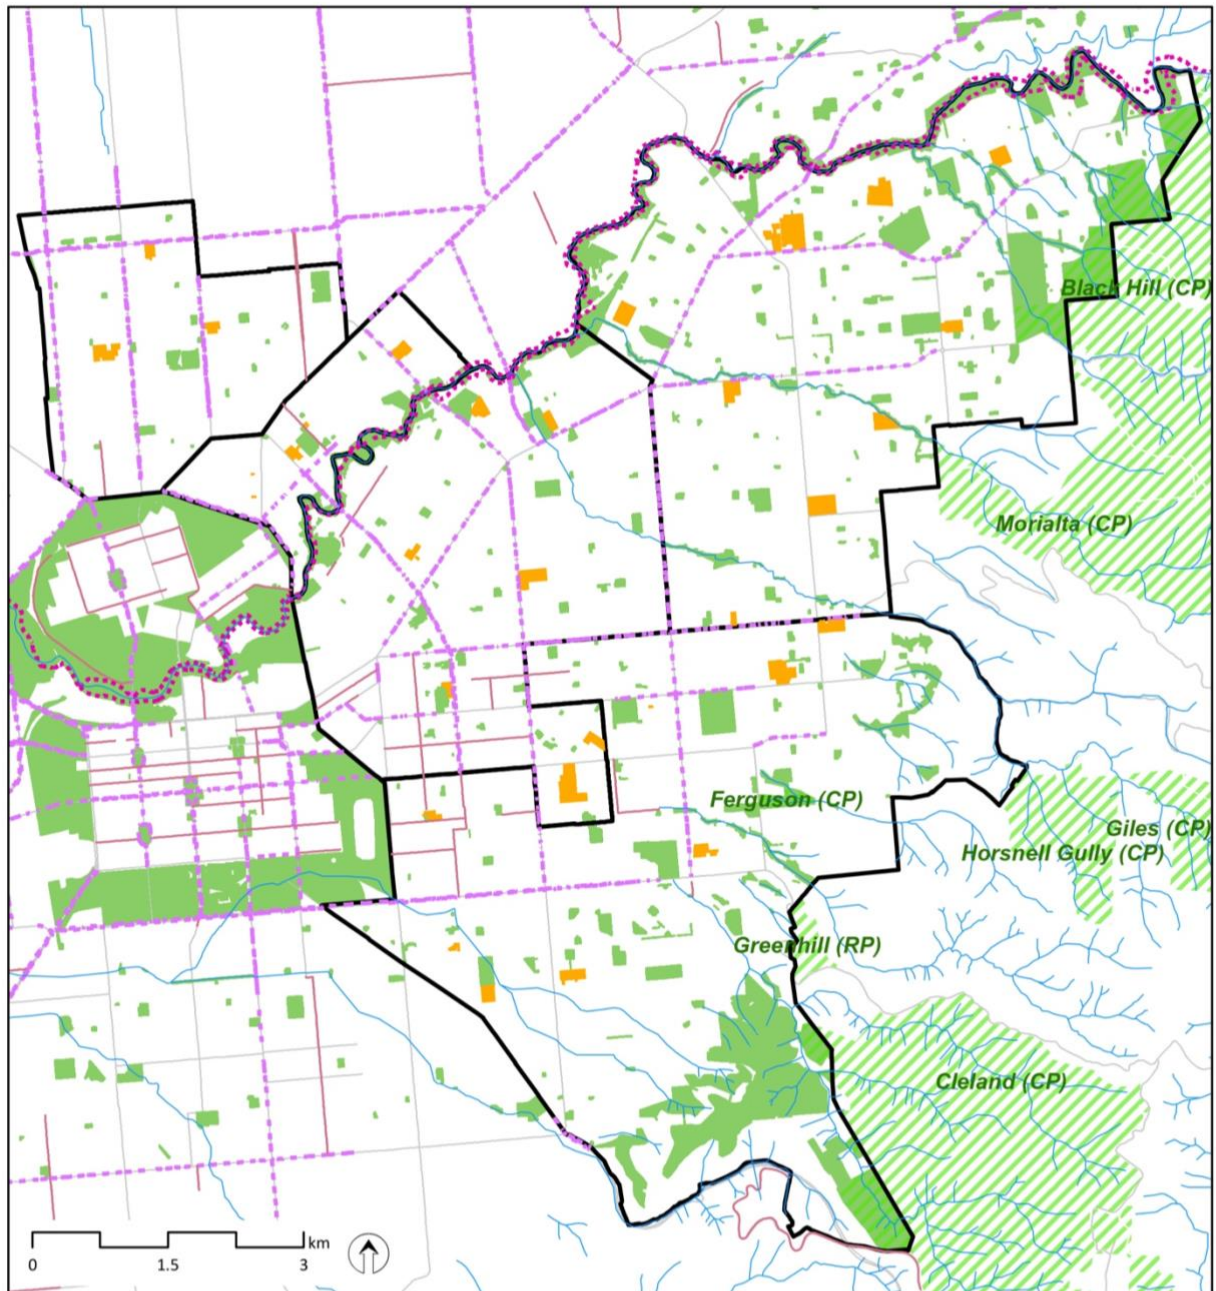 Black Hill (CP)
Morialta (CP)
Ferguson (CP)
Giles (CP)
Horsnell Gully (CP)
Greenhill (RP)
Cleland (CP)
km
0 1.5 3